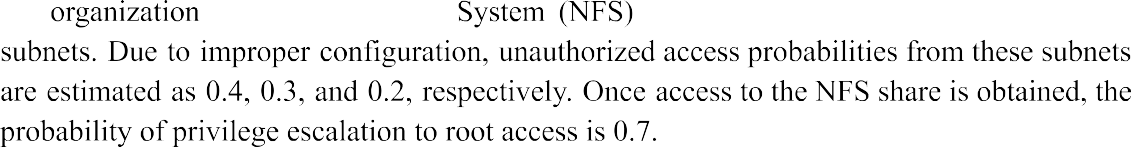 organization System (NFS)
subnets. Due to improper configuration, unauthorized access probabilities from these subnets
are estimated as 0.4, 0.3, and 0.2, respectively. Once access to the NFS share is obtained, the
probability of privilege escalation to root access is 0.7.